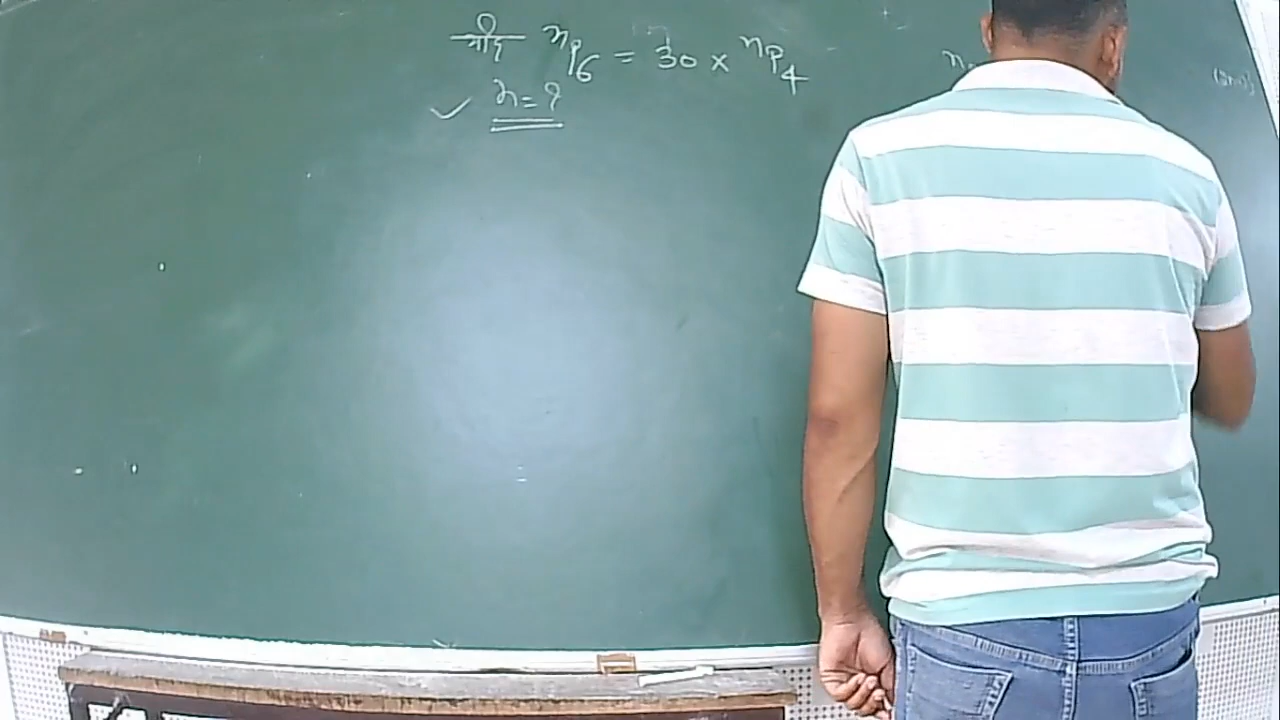 यदि ⁿP₆ = 30 × ⁿP₄
✓ n = ?